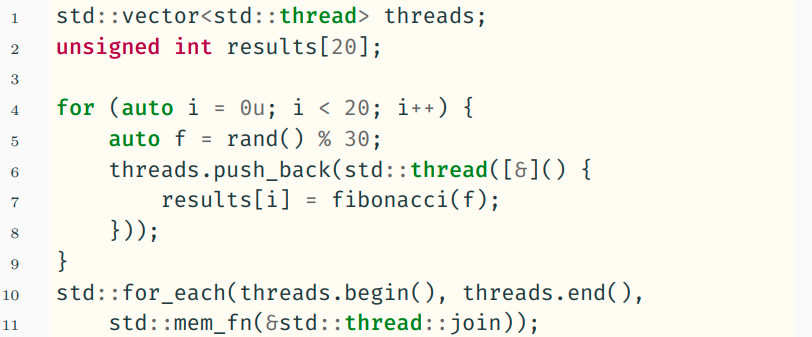 1 std::vector<std::thread> threads;
2 unsigned int results[20];
3
4 for (auto i = 0u; i < 20; i++) {
5     auto f = rand() % 30;
6     threads.push_back(std::thread([&]() {
7         results[i] = fibonacci(f);
8     }));
9 }
10 std::for_each(threads.begin(), threads.end(),
11     std::mem_fn(&std::thread::join));